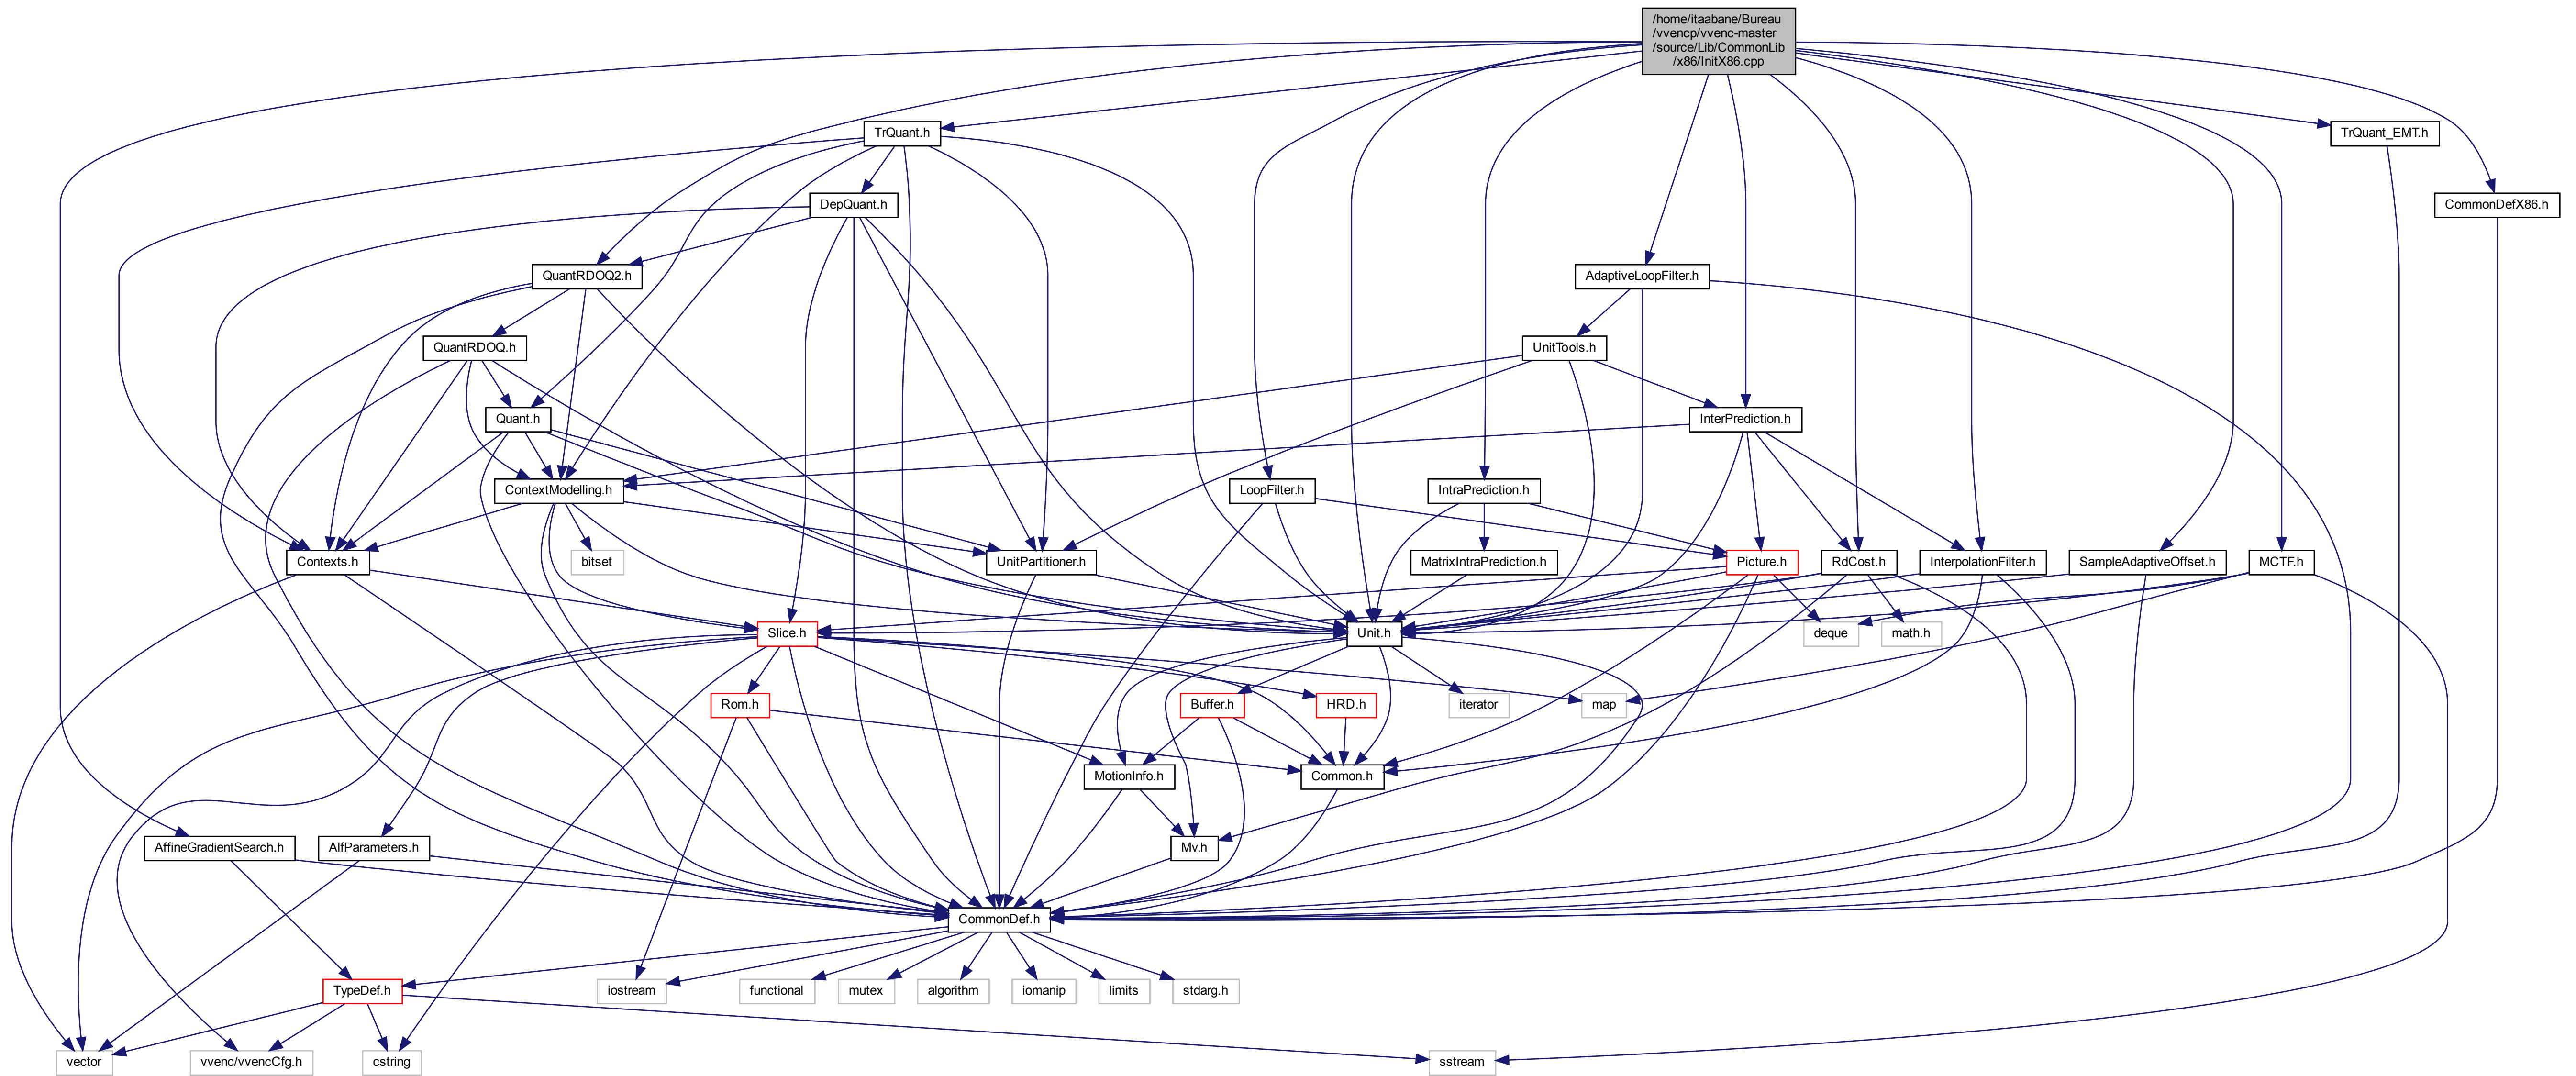 /home/itaabane/Bureau
/vvencp/vvenc-master
/source/Lib/CommonLib
/x86/InitX86.cpp
TrQuant.h
TrQuant_EMT.h
DepQuant.h
CommonDefX86.h
QuantRDOQ2.h
AdaptiveLoopFilter.h
QuantRDOQ.h
UnitTools.h
Quant.h
InterPrediction.h
ContextModelling.h
LoopFilter.h
IntraPrediction.h
Contexts.h
bitset
UnitPartitioner.h
MatrixIntraPrediction.h
Picture.h
RdCost.h
InterpolationFilter.h
SampleAdaptiveOffset.h
MCTF.h
Slice.h
Unit.h
deque
math.h
Rom.h
Buffer.h
HRD.h
iterator
map
MotionInfo.h
Common.h
AffineGradientSearch.h
AlfParameters.h
Mv.h
CommonDef.h
TypeDef.h
iostream
functional
mutex
algorithm
iomanip
limits
stdarg.h
vector
vvenc/vvencCfg.h
cstring
sstream